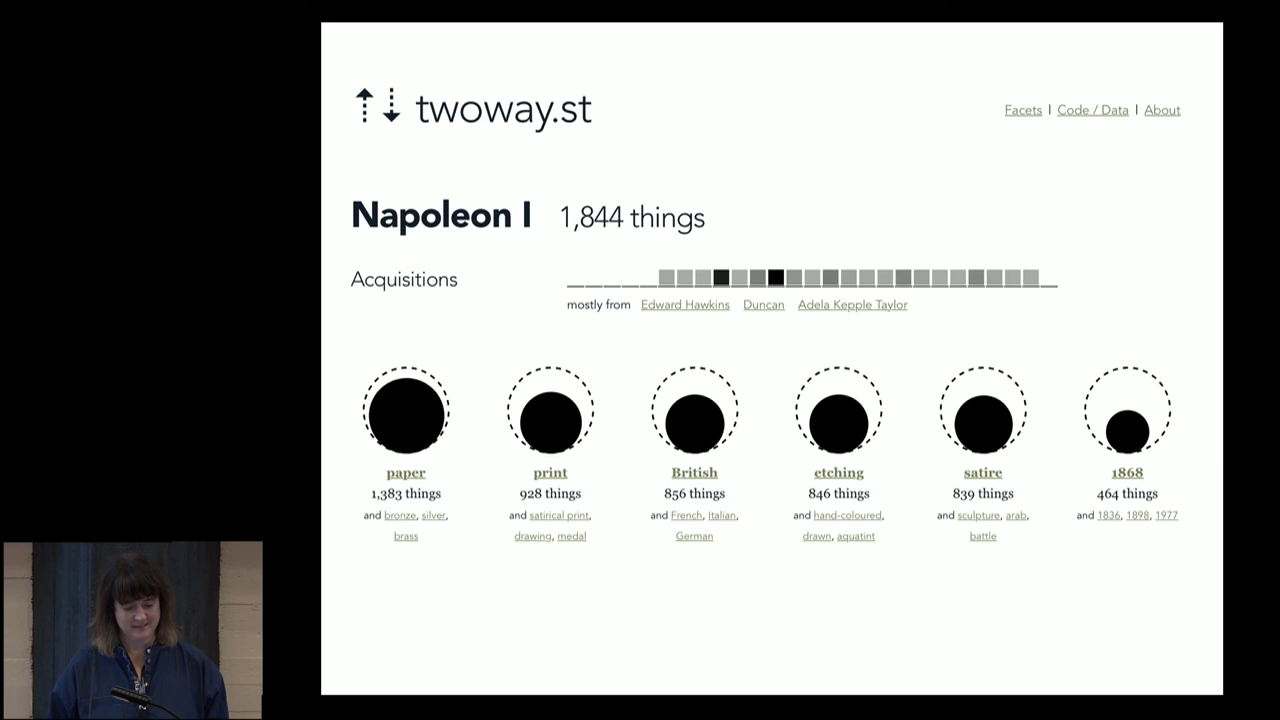 twoway.st
Facets | Code / Data | About
Napoleon I 1,844 things
Acquisitions
mostly from Edward Hawkins Duncan Adela Kepple Taylor
paper
1,383 things
and bronze, silver,
brass
print
928 things
and satirical print,
drawing, medal
British
856 things
and French, Italian,
German
etching
846 things
and hand-coloured,
drawn, aquatint
satire
839 things
and sculpture, arab,
battle
1868
464 things
and 1836, 1898, 1977